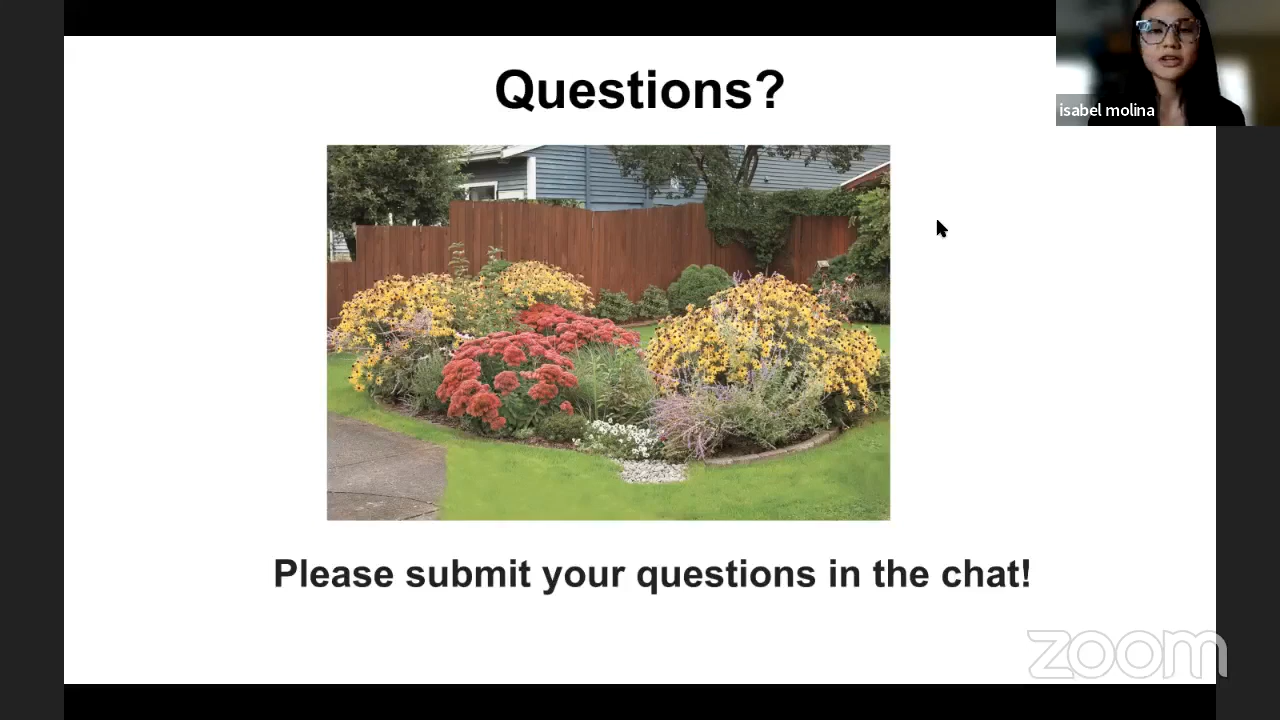 Questions?
isabel molina
Please submit your questions in the chat!
zoom